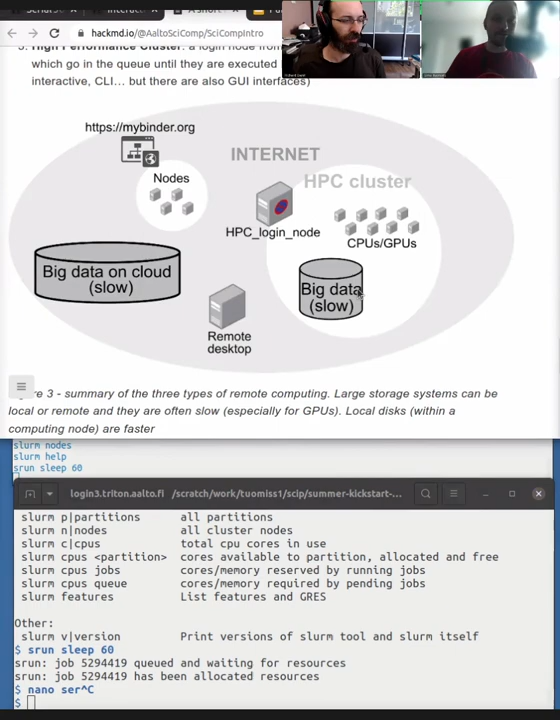 hackmd.io/@AaltoSciComp/SciCompIntro
High Performance Cluster: a login node
which go in the queue until they are executed
interactive, CLI... but there are also GUI interfaces)
https://mybinder.org
INTERNET
Nodes
HPC cluster
HPC_login_node
CPUs/GPUs
Big data on cloud
(slow)
Big data
(slow)
Remote
desktop
3 - summary of the three types of remote computing. Large storage systems can be
local or remote and they are often slow (especially for GPUs). Local disks (within a
computing node) are faster
slurm nodes
slurm help
srun sleep 60
login3.triton.aalto.fi /scratch/work/tuomiss1/scip/summer-kickstart-...
slurm p|partitions all partitions
slurm n|nodes all cluster nodes
slurm c|cpus total cpu cores in use
slurm cpus <partition> cores available to partition, allocated and free
slurm cpus jobs cores/memory reserved by running jobs
slurm cpus queue cores/memory required by pending jobs
slurm features List features and GRES
Other:
slurm v|version Print versions of slurm tool and slurm itself
$ srun sleep 60
srun: job 5294419 queued and waiting for resources
srun: job 5294419 has been allocated resources
$ nano ser^C
$